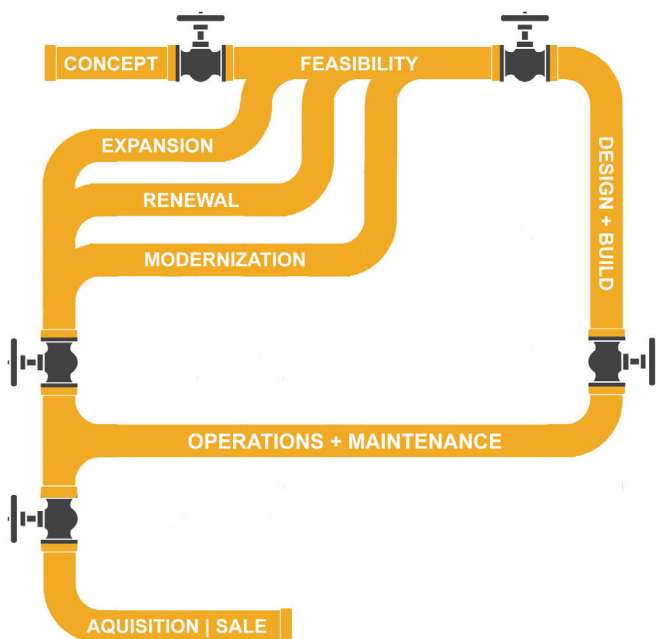 CONCEPT
FEASIBILITY
EXPANSION
RENEWAL
MODERNIZATION
DESIGN + BUILD
OPERATIONS + MAINTENANCE
AQUISITION | SALE